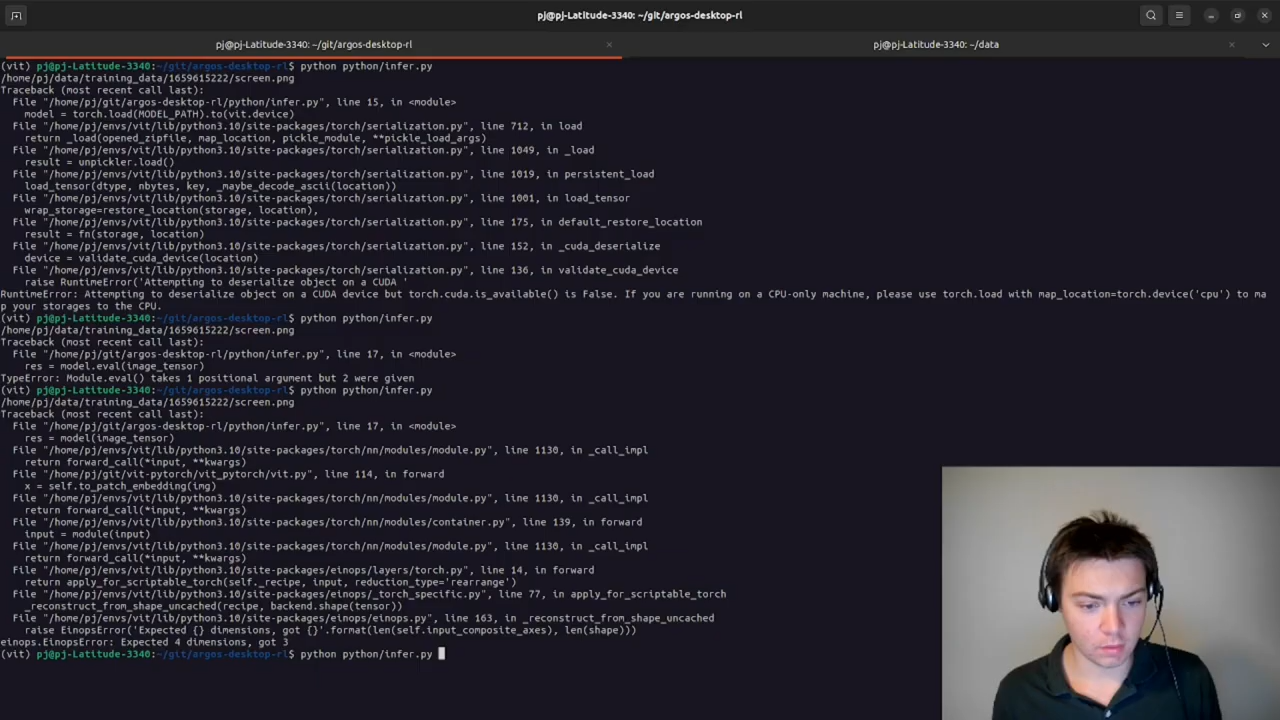 pj@pj-Latitude-3340: ~/git/argos-desktop-rl
pj@pj-Latitude-3340: ~/git/argos-desktop-rl
pj@pj-Latitude-3340: ~/data
(vit) pj@pj-Latitude-3340:~/git/argos-desktop-rl$ python python/infer.py
/home/pj/data/training_data/1659615222/screen.png
Traceback (most recent call last):
File "/home/pj/git/argos-desktop-rl/python/infer.py", line 15, in <module>
model = torch.load(MODEL_PATH).to(vit.device)
File "/home/pj/envs/vit/lib/python3.10/site-packages/torch/serialization.py", line 712, in load
return _load(opened_zipfile, map_location, pickle_module, **pickle_load_args)
File "/home/pj/envs/vit/lib/python3.10/site-packages/torch/serialization.py", line 1049, in _load
result = unpickler.load()
File "/home/pj/envs/vit/lib/python3.10/site-packages/torch/serialization.py", line 1019, in persistent_load
load_tensor(dtype, nbytes, key, _maybe_decode_ascii(location))
File "/home/pj/envs/vit/lib/python3.10/site-packages/torch/serialization.py", line 1001, in load_tensor
wrap_storage=restore_location(storage, location),
File "/home/pj/envs/vit/lib/python3.10/site-packages/torch/serialization.py", line 175, in default_restore_location
result = fn(storage, location)
File "/home/pj/envs/vit/lib/python3.10/site-packages/torch/serialization.py", line 152, in _cuda_deserialize
device = validate_cuda_device(location)
File "/home/pj/envs/vit/lib/python3.10/site-packages/torch/serialization.py", line 136, in validate_cuda_device
raise RuntimeError('Attempting to deserialize object on a CUDA '
RuntimeError: Attempting to deserialize object on a CUDA device but torch.cuda.is_available() is False. If you are running on a CPU-only machine, please use torch.load with map_location=torch.device('cpu') to ma
p your storages to the CPU.
(vit) pj@pj-Latitude-3340:~/git/argos-desktop-rl$ python python/infer.py
/home/pj/data/training_data/1659615222/screen.png
Traceback (most recent call last):
File "/home/pj/git/argos-desktop-rl/python/infer.py", line 17, in <module>
res = model.eval(image_tensor)
TypeError: Module.eval() takes 1 positional argument but 2 were given
(vit) pj@pj-Latitude-3340:~/git/argos-desktop-rl$ python python/infer.py
/home/pj/data/training_data/1659615222/screen.png
Traceback (most recent call last):
File "/home/pj/git/argos-desktop-rl/python/infer.py", line 17, in <module>
res = model(image_tensor)
File "/home/pj/envs/vit/lib/python3.10/site-packages/torch/nn/modules/module.py", line 1130, in _call_impl
return forward_call(*input, **kwargs)
File "/home/pj/git/vit-pytorch/vit_pytorch/vit.py", line 114, in forward
x = self.to_patch_embedding(img)
File "/home/pj/envs/vit/lib/python3.10/site-packages/torch/nn/modules/module.py", line 1130, in _call_impl
return forward_call(*input, **kwargs)
File "/home/pj/envs/vit/lib/python3.10/site-packages/torch/nn/modules/container.py", line 139, in forward
input = module(input)
File "/home/pj/envs/vit/lib/python3.10/site-packages/torch/nn/modules/module.py", line 1130, in _call_impl
return forward_call(*input, **kwargs)
File "/home/pj/envs/vit/lib/python3.10/site-packages/einops/layers/torch.py", line 14, in forward
return apply_for_scriptable_torch(self._recipe, input, reduction_type='rearrange')
File "/home/pj/envs/vit/lib/python3.10/site-packages/einops/_torch_specific.py", line 77, in apply_for_scriptable_torch
_reconstruct_from_shape_uncached(recipe, backend.shape(tensor))
File "/home/pj/envs/vit/lib/python3.10/site-packages/einops/einops.py", line 163, in _reconstruct_from_shape_uncached
raise EinopsError('Expected {} dimensions, got {}'.format(len(self.input_composite_axes), len(shape)))
einops.EinopsError: Expected 4 dimensions, got 3
(vit) pj@pj-Latitude-3340:~/git/argos-desktop-rl$ python python/infer.py